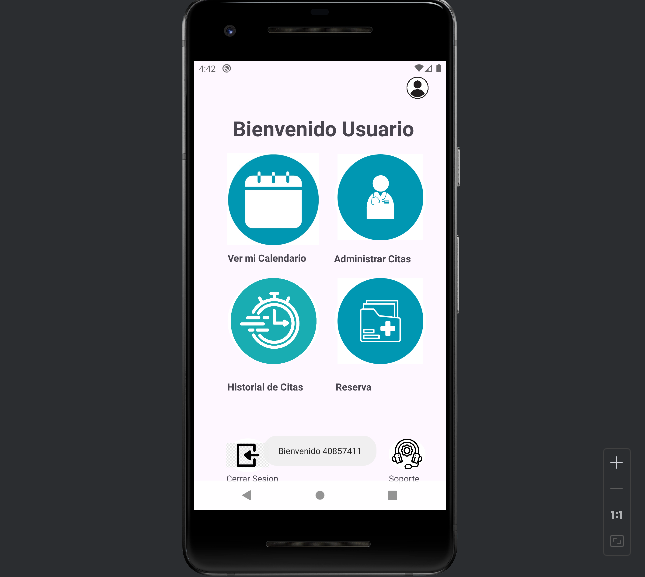 4:42
Bienvenido Usuario
Ver mi Calendario
Administrar Citas
Historial de Citas
Reserva
Bienvenido 40857411
Cerrar Sesion
Soporte
1:1